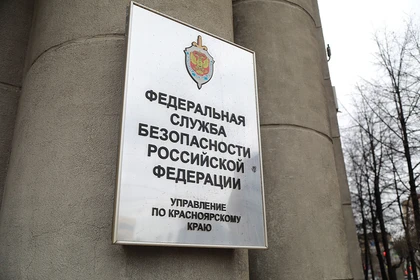 ФЕДЕРАЛЬНАЯ
СЛУЖБА
БЕЗОПАСНОСТИ
РОССИЙСКОЙ
ФЕДЕРАЦИИ
УПРАВЛЕНИЕ
ПО КРАСНОЯРСКОМУ
КРАЮ